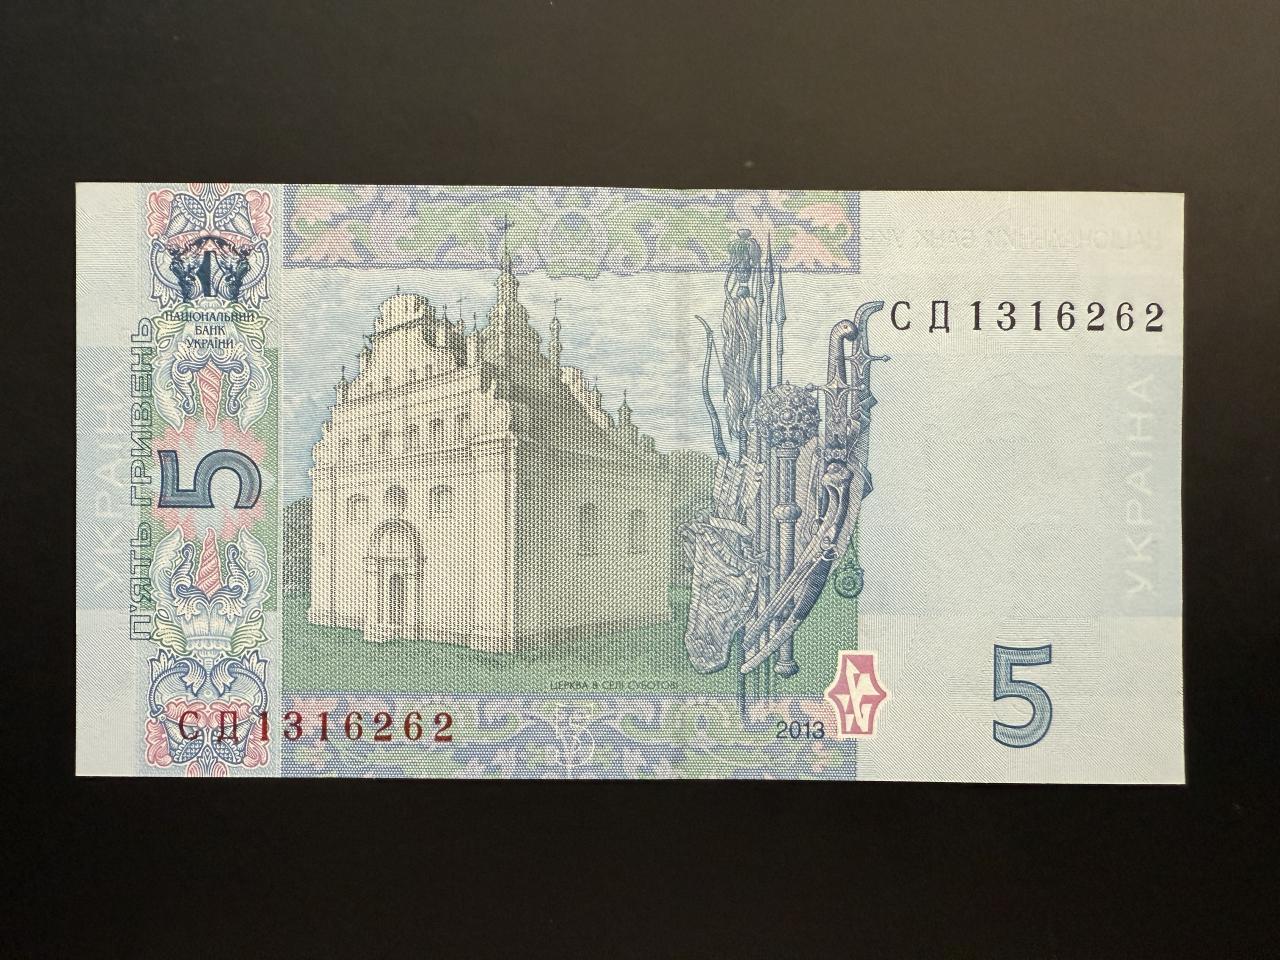 НАЦІОНАЛЬНИЙ
БАНК
УКРАЇНИ
СД 1316262
УКРАЇНА
П'ЯТЬ ГРИВЕНЬ
5
УКРАЇНА
ЦЕРКВА В СЕЛІ СУБОТОВІ
СД 1316262
2013
5